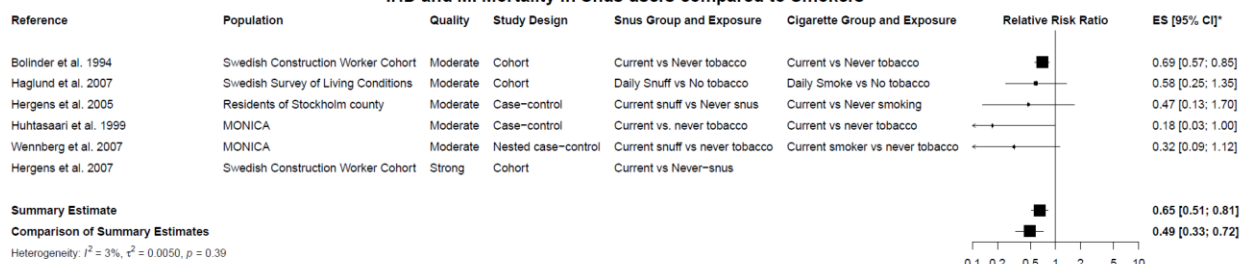 IHD and MI Mortality in Snus users compared to Smokers
Reference Population Quality Study Design Snus Group and Exposure Cigarette Group and Exposure Relative Risk Ratio ES [95% CI]*
Bolinder et al. 1994 Swedish Construction Worker Cohort Moderate Cohort Current vs Never tobacco Current vs Never tobacco 0.69 [0.57; 0.85]
Haglund et al. 2007 Swedish Survey of Living Conditions Moderate Cohort Daily Snuff vs No tobacco Daily Smoke vs No tobacco 0.58 [0.25; 1.35]
Hergens et al. 2005 Residents of Stockholm county Moderate Case-control Current snuff vs Never snus Current vs Never smoking 0.47 [0.13; 1.70]
Huhtasaari et al. 1999 MONICA Moderate Case-control Current vs. never tobacco Current vs never tobacco 0.18 [0.03; 1.00]
Wennberg et al. 2007 MONICA Moderate Nested case-control Current snuff vs never tobacco Current smoker vs never tobacco 0.32 [0.09; 1.12]
Hergens et al. 2007 Swedish Construction Worker Cohort Strong Cohort Current vs Never-snus
Summary Estimate 0.65 [0.51; 0.81]
Comparison of Summary Estimates 0.49 [0.33; 0.72]
Heterogeneity: I² = 3%, τ² = 0.0050, p = 0.39
0.1 0.2 0.5 1 2 5 10